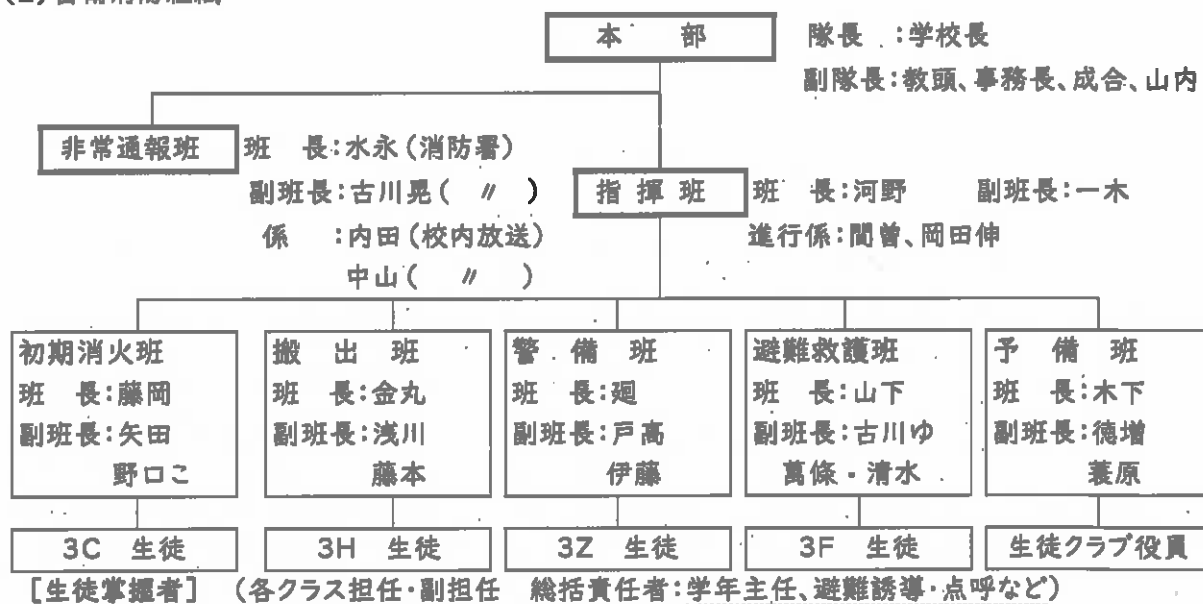 本 部 隊長 :学校長
副隊長:教頭、事務長、成合、山内
非常通報班 班 長:水永(消防署)
副班長:古川晃( 〃 )
係 :内田(校内放送)
中山( 〃 )
指 揮 班 班 長:河野 副班長:一木
進行係:間曽、岡田伸
初期消火班
班 長:藤岡
副班長:矢田
野口こ
3C 生徒
搬 出 班
班 長:金丸
副班長:浅川
藤本
3H 生徒
警 備 班
班 長:廻
副班長:戸高
伊藤
3Z 生徒
避難救護班
班 長:山下
副班長:古川ゆ
萬條・清水
3F 生徒
予 備 班
班 長:木下
副班長:徳増
蓑原
生徒クラブ役員
[生徒掌握者] (各クラス担任・副担任 総括責任者:学年主任、避難誘導・点呼など)